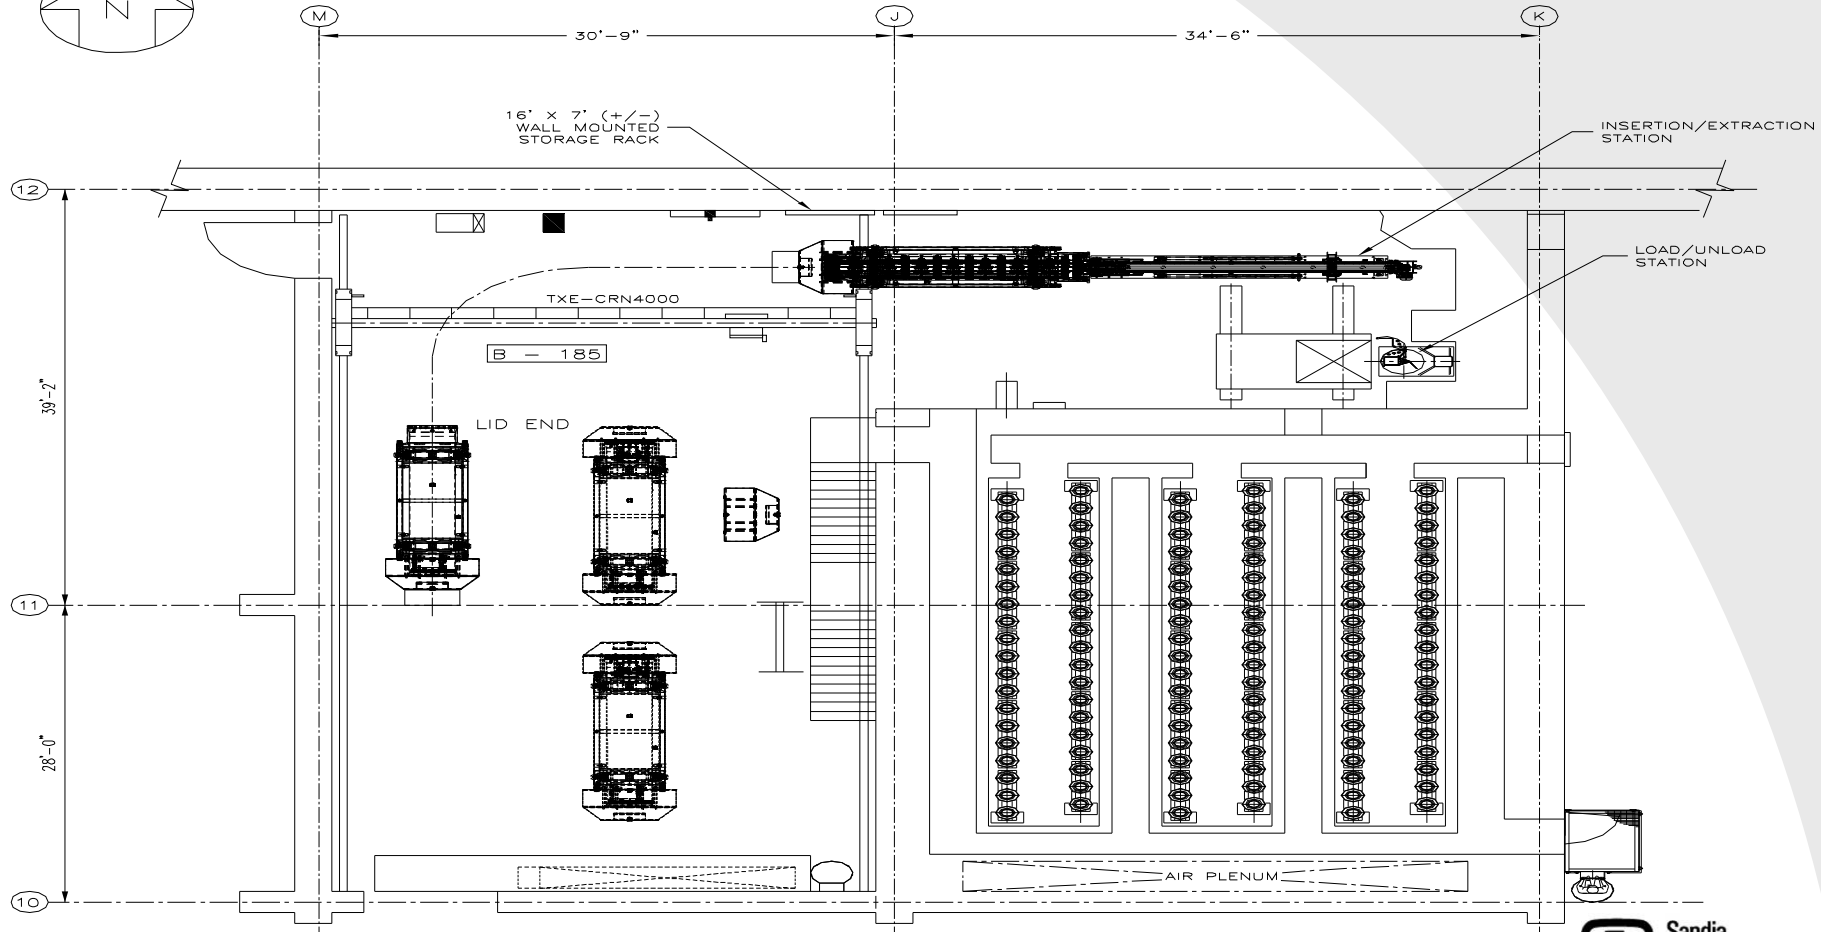 N
M
J
K
30'-9"
34'-6"
16' X 7' (+/-)
WALL MOUNTED
STORAGE RACK
INSERTION/EXTRACTION
STATION
12
LOAD/UNLOAD
STATION
TXE-CRN4000
B - 185
39'-2"
LID END
11
28'-0"
AIR PLENUM
10
Sandia